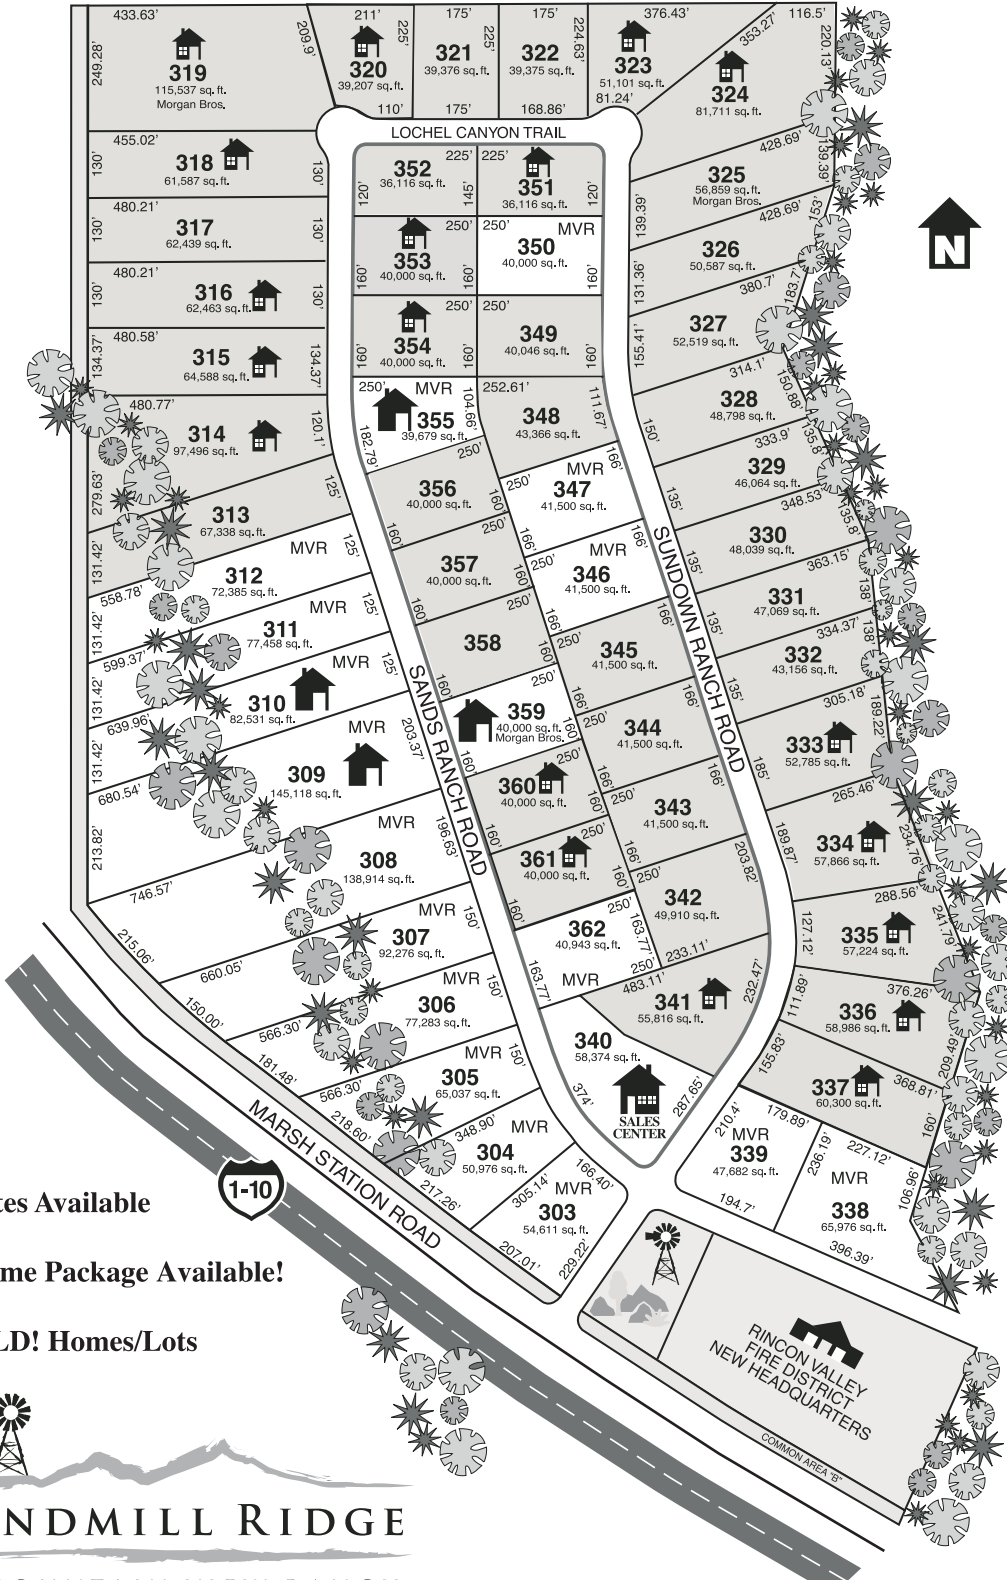 433.63'
211'
175'
175'
376.43'
116.5'
249.28'
209.9'
225'
225'
224.63'
353.27'
220.13'
319
115,537 sq.ft.
Morgan Bros.
320
39,207 sq.ft.
110'
321
39,376 sq.ft.
175'
322
39,375 sq.ft.
168.86'
323
51,101 sq.ft.
81.24'
324
81,711 sq.ft.
LOCHEL CANYON TRAIL
455.02'
130'
318
61,587 sq.ft.
130'
480.21'
130'
317
62,439 sq.ft.
130'
480.21'
130'
316
62,463 sq.ft.
130'
480.58'
134.37'
315
64,588 sq.ft.
134.37'
480.77'
314
97,496 sq.ft.
120.1'
279.63'
313
67,338 sq.ft.
125'
131.42'
MVR
312
72,385 sq.ft.
125'
558.78'
131.42'
MVR
311
77,458 sq.ft.
125'
599.37'
131.42'
MVR
310
82,531 sq.ft.
125'
639.96'
131.42'
MVR
309
145,118 sq.ft.
203.37'
680.54'
213.82'
MVR
308
138,914 sq.ft.
196.63'
746.57'
215.06'
MVR
307
92,276 sq.ft.
150'
660.05'
150.00'
MVR
306
77,283 sq.ft.
150'
566.30'
181.48'
MVR
305
65,037 sq.ft.
150'
566.30'
218.60'
348.90'
MVR
304
50,976 sq.ft.
217.26'
305.14'
166.40'
MVR
303
54,611 sq.ft.
207.01'
229.22'
352
36,116 sq.ft.
225'
120'
145'
225'
351
36,116 sq.ft.
120'
353
40,000 sq.ft.
250'
160'
160'
250'
MVR
350
40,000 sq.ft.
160'
354
40,000 sq.ft.
250'
160'
160'
250'
349
40,046 sq.ft.
160'
250'
MVR
355
39,679 sq.ft.
104.66'
182.79'
252.61'
348
43,366 sq.ft.
111.67'
250'
356
40,000 sq.ft.
160'
160'
250'
MVR
347
41,500 sq.ft.
166'
166'
250'
357
40,000 sq.ft.
160'
160'
250'
MVR
346
41,500 sq.ft.
166'
166'
250'
358
160'
160'
250'
345
41,500 sq.ft.
166'
166'
250'
359
40,000 sq.ft.
Morgan Bros.
160'
160'
250'
344
41,500 sq.ft.
166'
166'
250'
360
40,000 sq.ft.
160'
160'
250'
343
41,500 sq.ft.
166'
166'
250'
361
40,000 sq.ft.
160'
160'
250'
342
49,910 sq.ft.
203.82'
233.11'
250'
362
40,943 sq.ft.
163.77'
163.77'
250'
MVR
483.11'
341
55,816 sq.ft.
232.47'
340
58,374 sq.ft.
374'
287.65'
SALES
CENTER
SANDS RANCH ROAD
SUNDOWN RANCH ROAD
428.69'
139.39'
325
56,859 sq.ft.
Morgan Bros.
139.39'
428.69'
153'
326
50,587 sq.ft.
131.36'
380.7'
183.7'
327
52,519 sq.ft.
155.41'
314.1'
150.88'
328
48,798 sq.ft.
150'
333.9'
135.8'
329
46,064 sq.ft.
135'
348.53'
135.8'
330
48,039 sq.ft.
135'
363.15'
138'
331
47,069 sq.ft.
135'
334.37'
138'
332
43,156 sq.ft.
135'
305.18'
189.22'
333
52,785 sq.ft.
185'
265.46'
234.76'
334
57,866 sq.ft.
189.87'
288.56'
241.79'
335
57,224 sq.ft.
127.12'
376.26'
336
58,986 sq.ft.
111.89'
209.49'
368.81'
337
60,300 sq.ft.
155.83'
160'
179.89'
210.4'
MVR
339
47,682 sq.ft.
194.7'
236.19'
227.12'
MVR
338
65,976 sq.ft.
106.96'
396.39'
N
MARSH STATION ROAD
1-10
RINCON VALLEY
FIRE DISTRICT
NEW HEADQUARTERS
COMMON AREA "B"
tes Available
me Package Available!
LD! Homes/Lots
NDMILL RIDGE